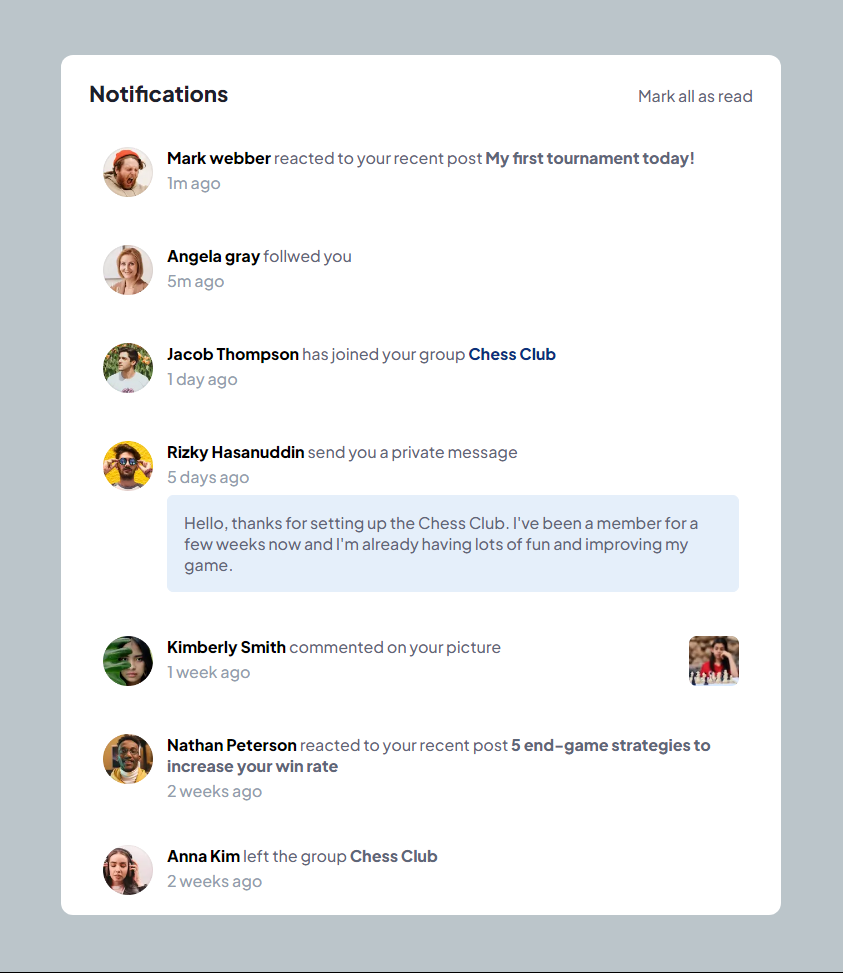 Notifications
Mark all as read
Mark webber reacted to your recent post My first tournament today!
1m ago
Angela gray follwed you
5m ago
Jacob Thompson has joined your group Chess Club
1 day ago
Rizky Hasanuddin send you a private message
5 days ago
Hello, thanks for setting up the Chess Club. I've been a member for a
few weeks now and I'm already having lots of fun and improving my
game.
Kimberly Smith commented on your picture
1 week ago
Nathan Peterson reacted to your recent post 5 end-game strategies to
increase your win rate
2 weeks ago
Anna Kim left the group Chess Club
2 weeks ago